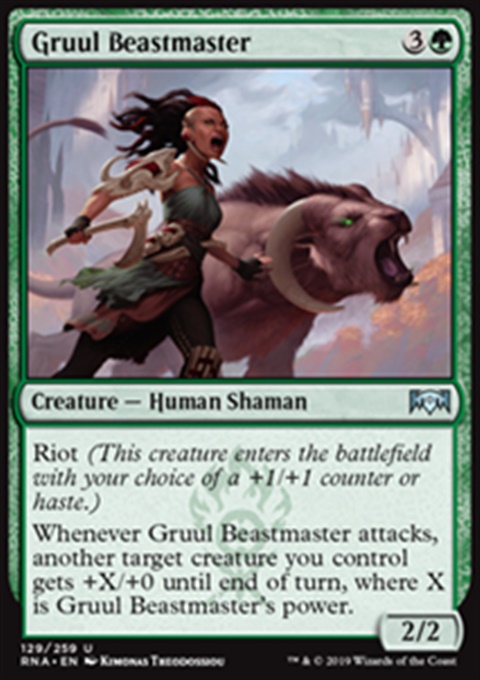 Gruul Beastmaster 3
Creature — Human Shaman
Riot (This creature enters the battlefield
with your choice of a +1/+1 counter or
haste.)
Whenever Gruul Beastmaster attacks,
another target creature you control
gets +X/+0 until end of turn, where X
is Gruul Beastmaster's power.
2/2
129/259 U
RNA • EN Kimonas Theodossiou
™ & © 2019 Wizards of the Coast